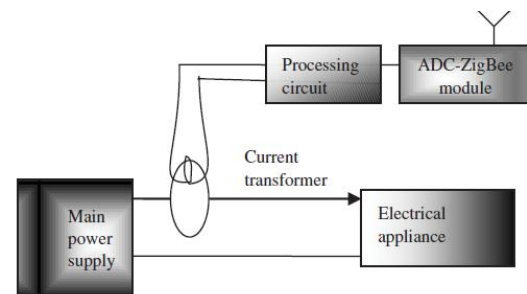 Processing
circuit
ADC-ZigBee
module
Current
transformer
Main
power
supply
Electrical
appliance